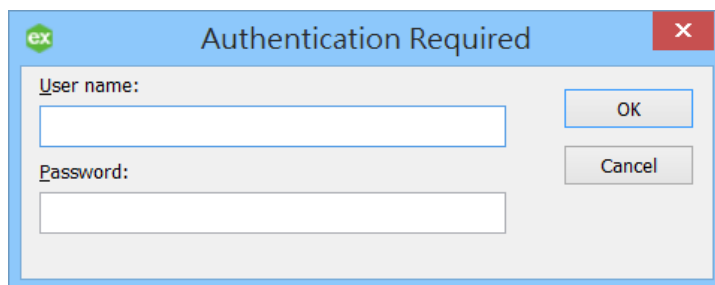 ex
Authentication Required
User name:
OK
Password:
Cancel